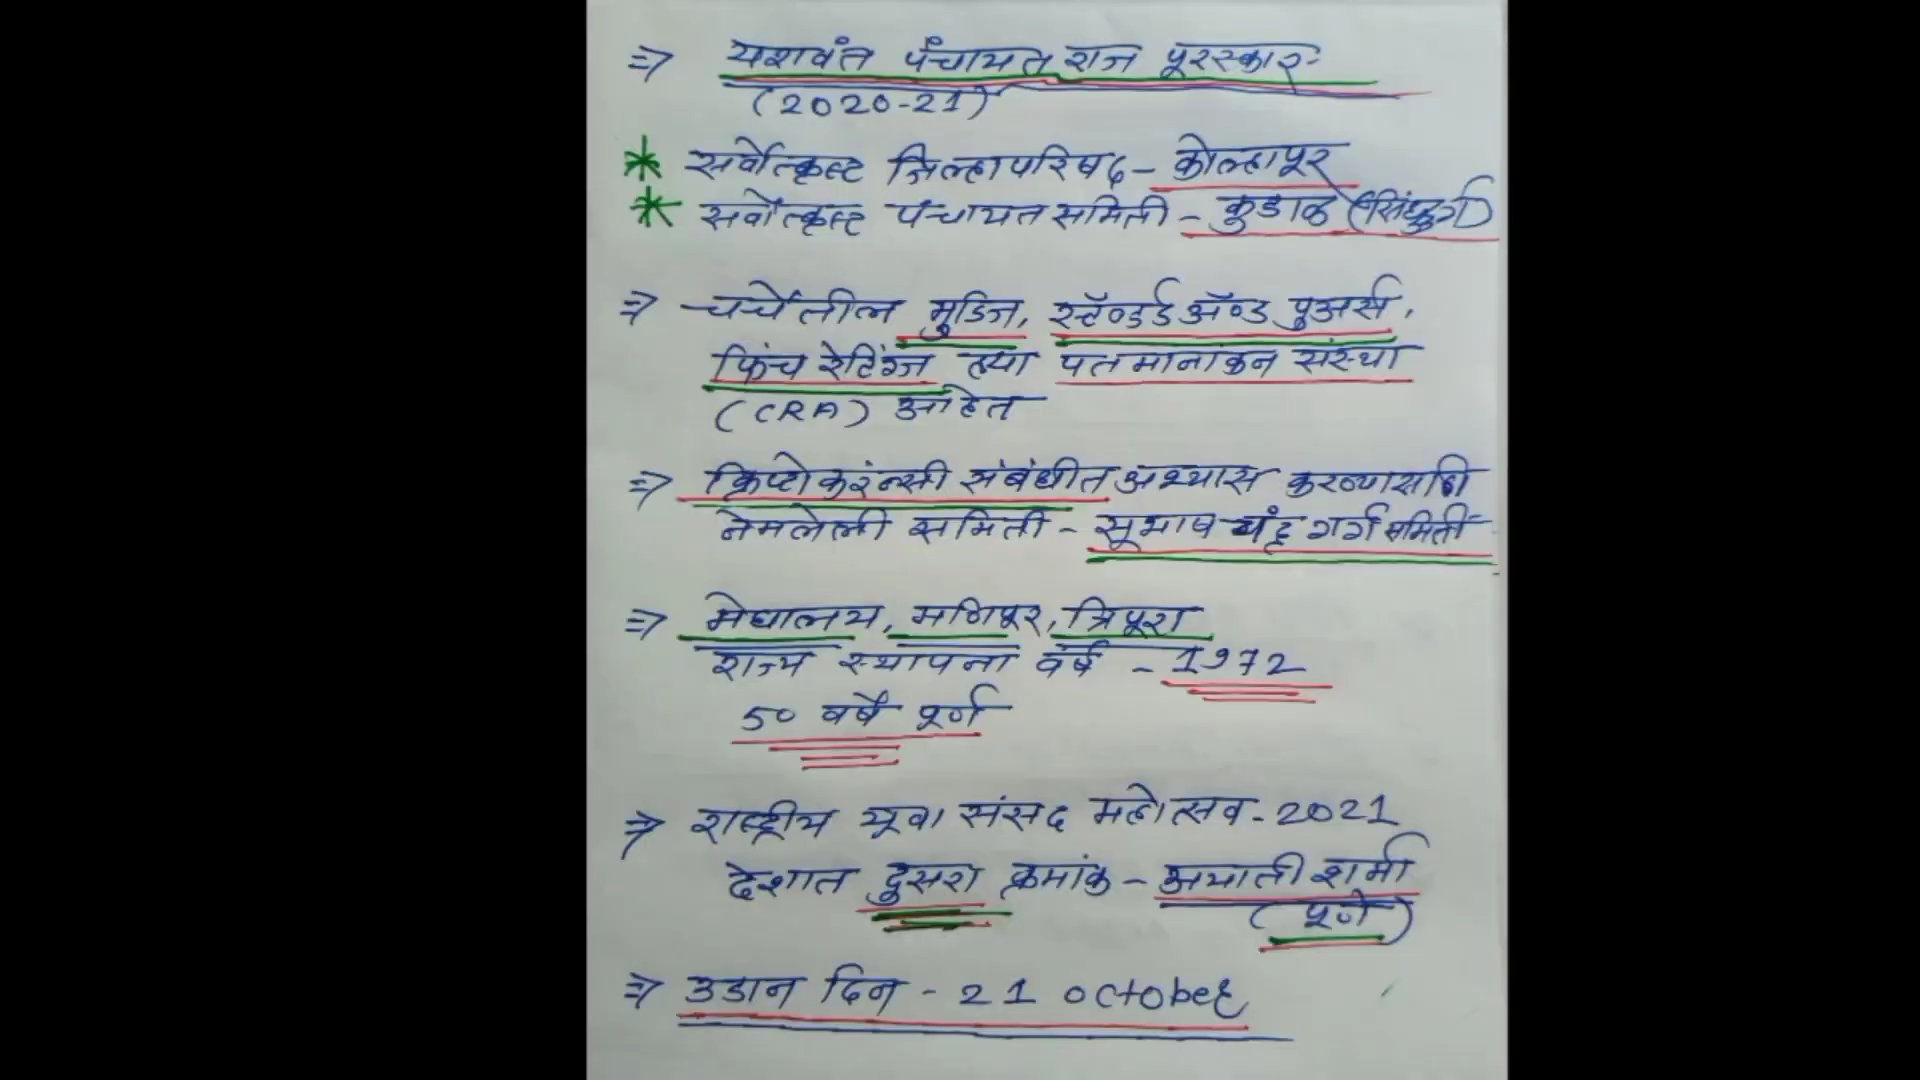 ⇒ यशवंत पंचायत राज पूरस्कार-
(2020-21)
* सर्वोत्कृष्ट जिल्हापरिषद - कोल्हापूर
* सर्वोत्कृष्ट पंचायत समिती - कुडाळ (सिंधुदुर्ग)
⇒ चर्चेतील मुडिज, स्टॅण्डर्ड ॲण्ड पुअर्स,
फिंच रेटिंग्ज ह्या पतमानांकन संस्था
(CRA) आहेत
⇒ क्रिप्टोकरंन्सी संबंधीत अभ्यास करण्यासाठी
नेमलेली समिती - सूभाषचंद्र गर्ग समिती
⇒ मेघालय, मणिपूर, त्रिपूरा
राज्य स्थापना वर्ष - 1972
50 वर्षे पूर्ण
⇒ राष्ट्रीय यूवा संसद महोत्सव - 2021
देशात दुसरा क्रमांक - शर्मा
(पूणे)
⇒ उडान दिन - 21 October